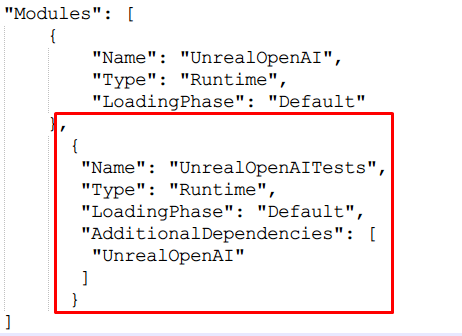 "Modules": [
{
"Name": "UnrealOpenAI",
"Type": "Runtime",
"LoadingPhase": "Default"
},
{
"Name": "UnrealOpenAITests",
"Type": "Runtime",
"LoadingPhase": "Default",
"AdditionalDependencies": [
"UnrealOpenAI"
]
}
]